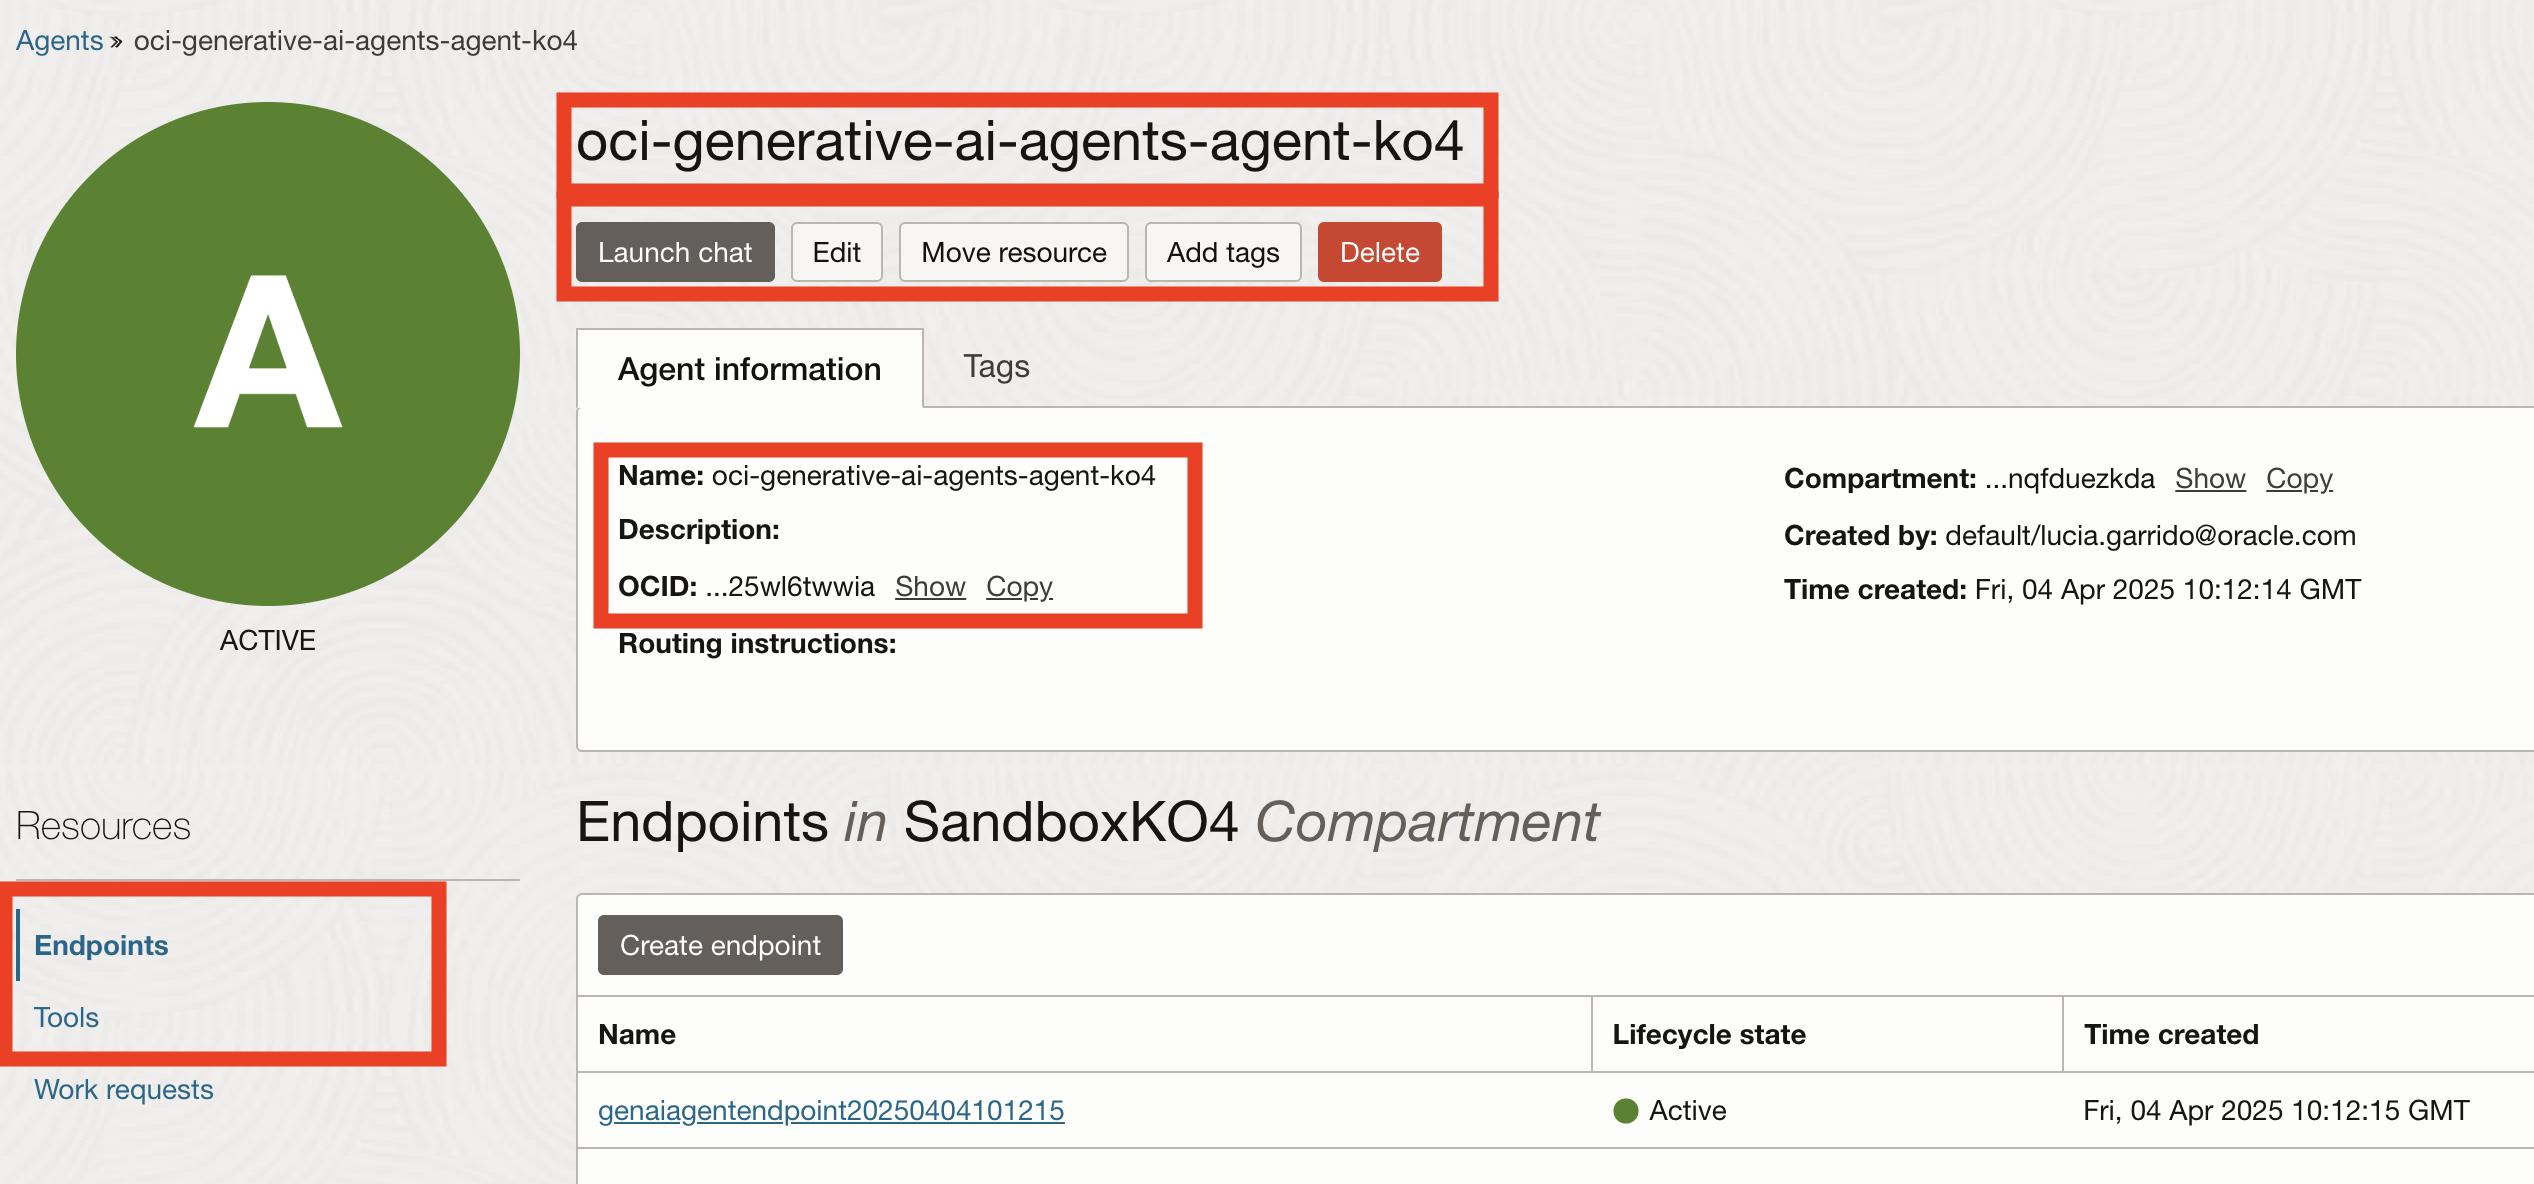 Agents » oci-generative-ai-agents-agent-ko4
A
ACTIVE
oci-generative-ai-agents-agent-ko4
Launch chat Edit Move resource Add tags Delete
Agent information Tags
Name: oci-generative-ai-agents-agent-ko4
Description:
OCID: ...25wl6twwia Show Copy
Routing instructions:
Compartment: ...nqfduezkda Show Copy
Created by: default/lucia.garrido@oracle.com
Time created: Fri, 04 Apr 2025 10:12:14 GMT
Resources
Endpoints
Tools
Work requests
Endpoints in SandboxKO4 Compartment
Create endpoint
Name Lifecycle state Time created
genaiagentendpoint20250404101215 Active Fri, 04 Apr 2025 10:12:15 GMT